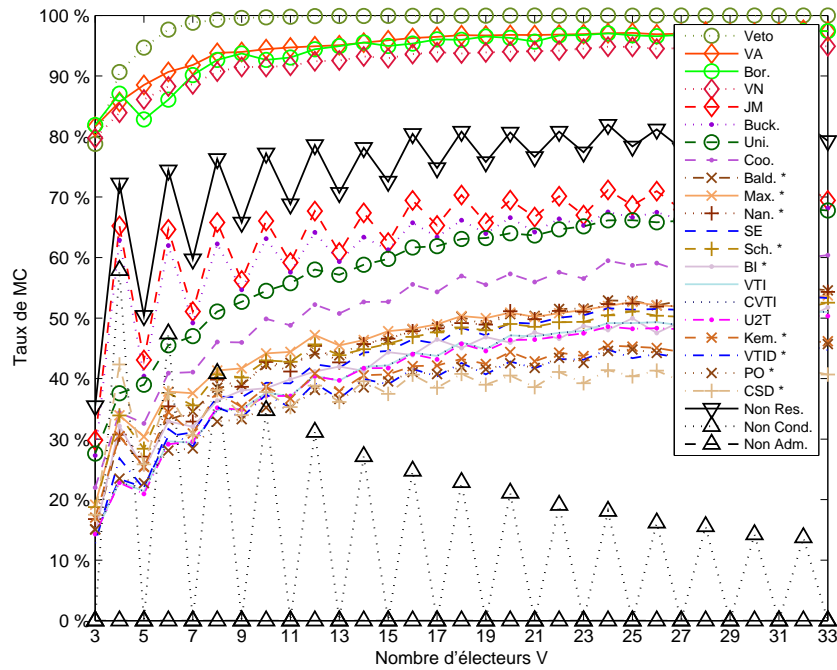 100 %
90 %
80 %
70 %
60 %
50 %
40 %
30 %
20 %
10 %
0 %
Taux de MC
3 5 7 9 11 13 15 17 19 21 23 25 27 29 31 33
Nombre d'électeurs V
Veto
VA
Bor.
VN
JM
Buck.
Uni.
Coo.
Bald. *
Max. *
Nan. *
SE
Sch. *
BI *
VTI
CVTI
U2T
Kem. *
VTID *
PO *
CSD *
Non Res.
Non Cond.
Non Adm.